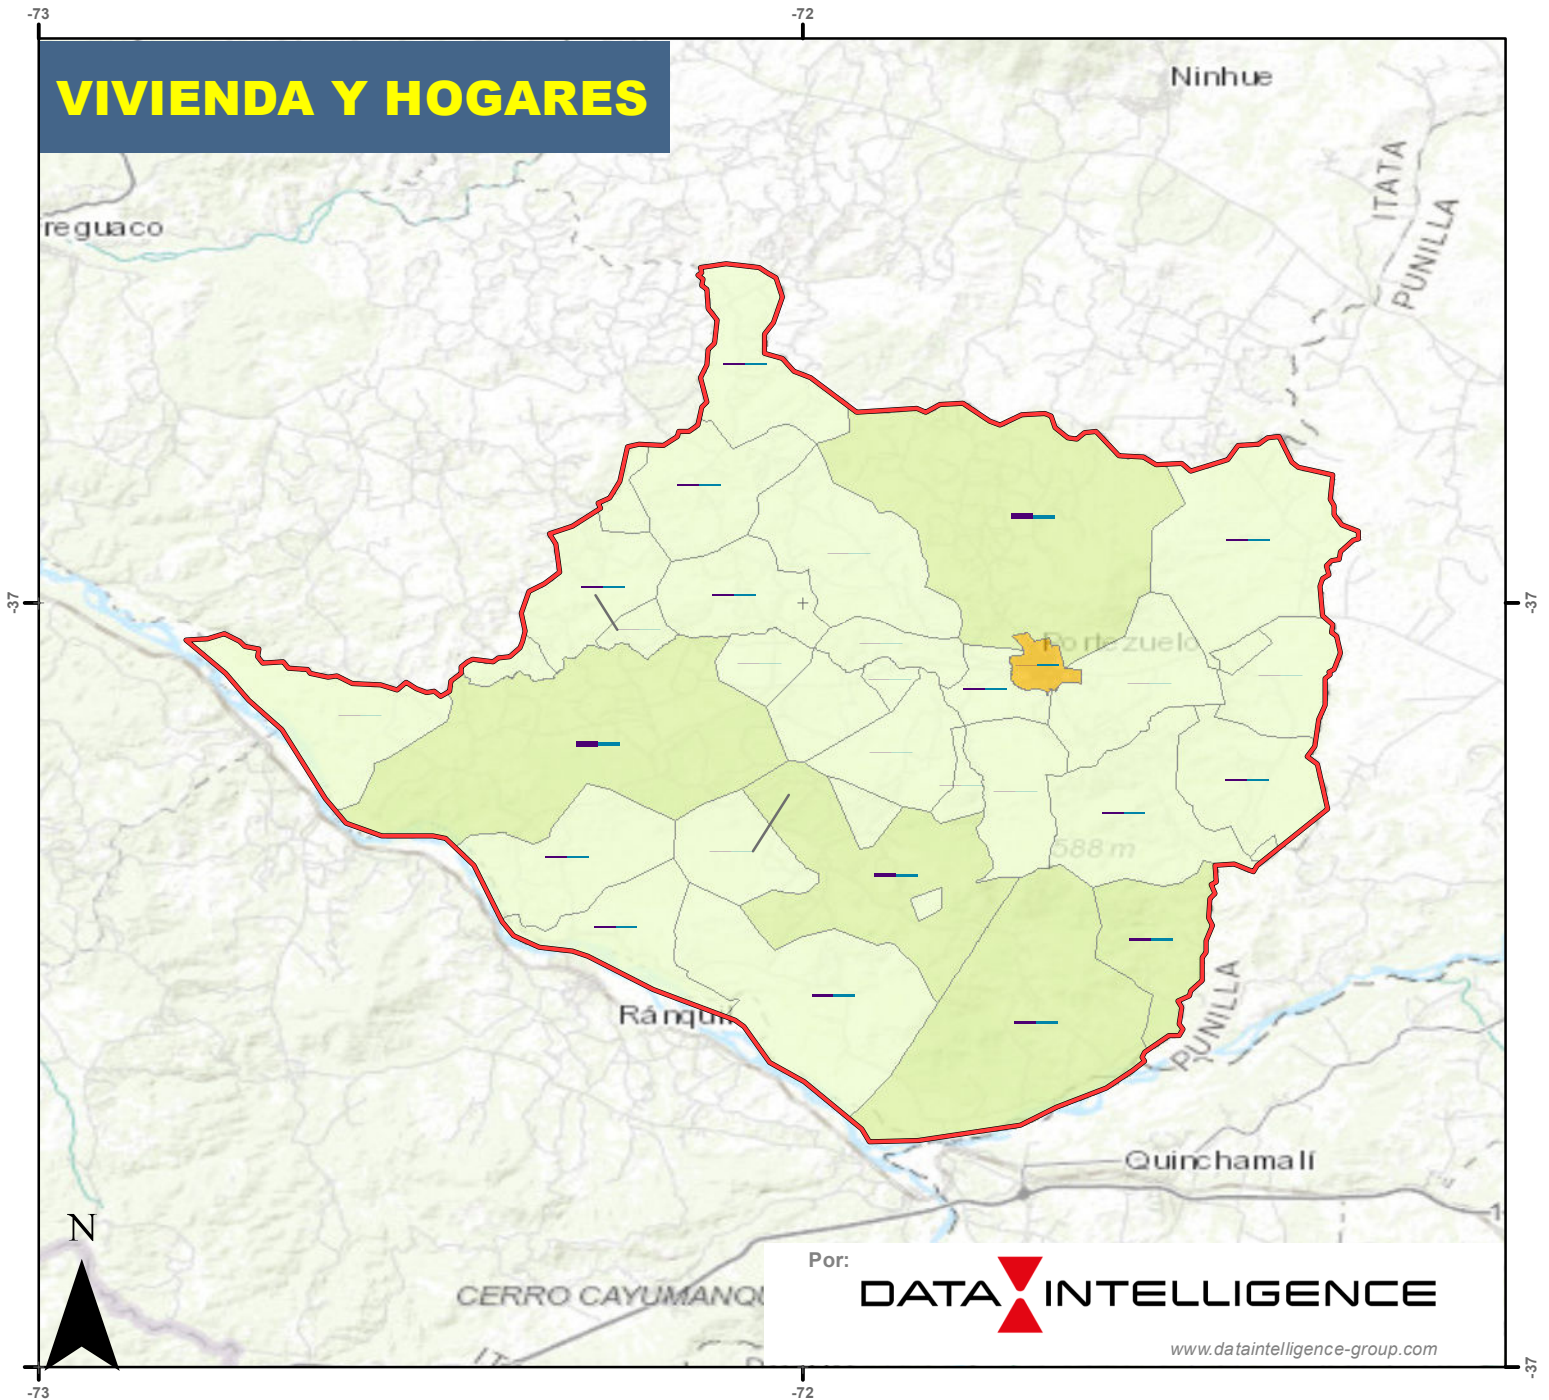 -73
-72
VIVIENDA Y HOGARES
Ninhue
ITATA
PUNILLA
reguaco
-37
-37
Portezuelo
588 m
Ránquil
PUNILLA
Quinchamalí
N
CERRO CAYUMANQU
Por:
DATA INTELLIGENCE
www.dataintelligence-group.com
-37
-73
-72